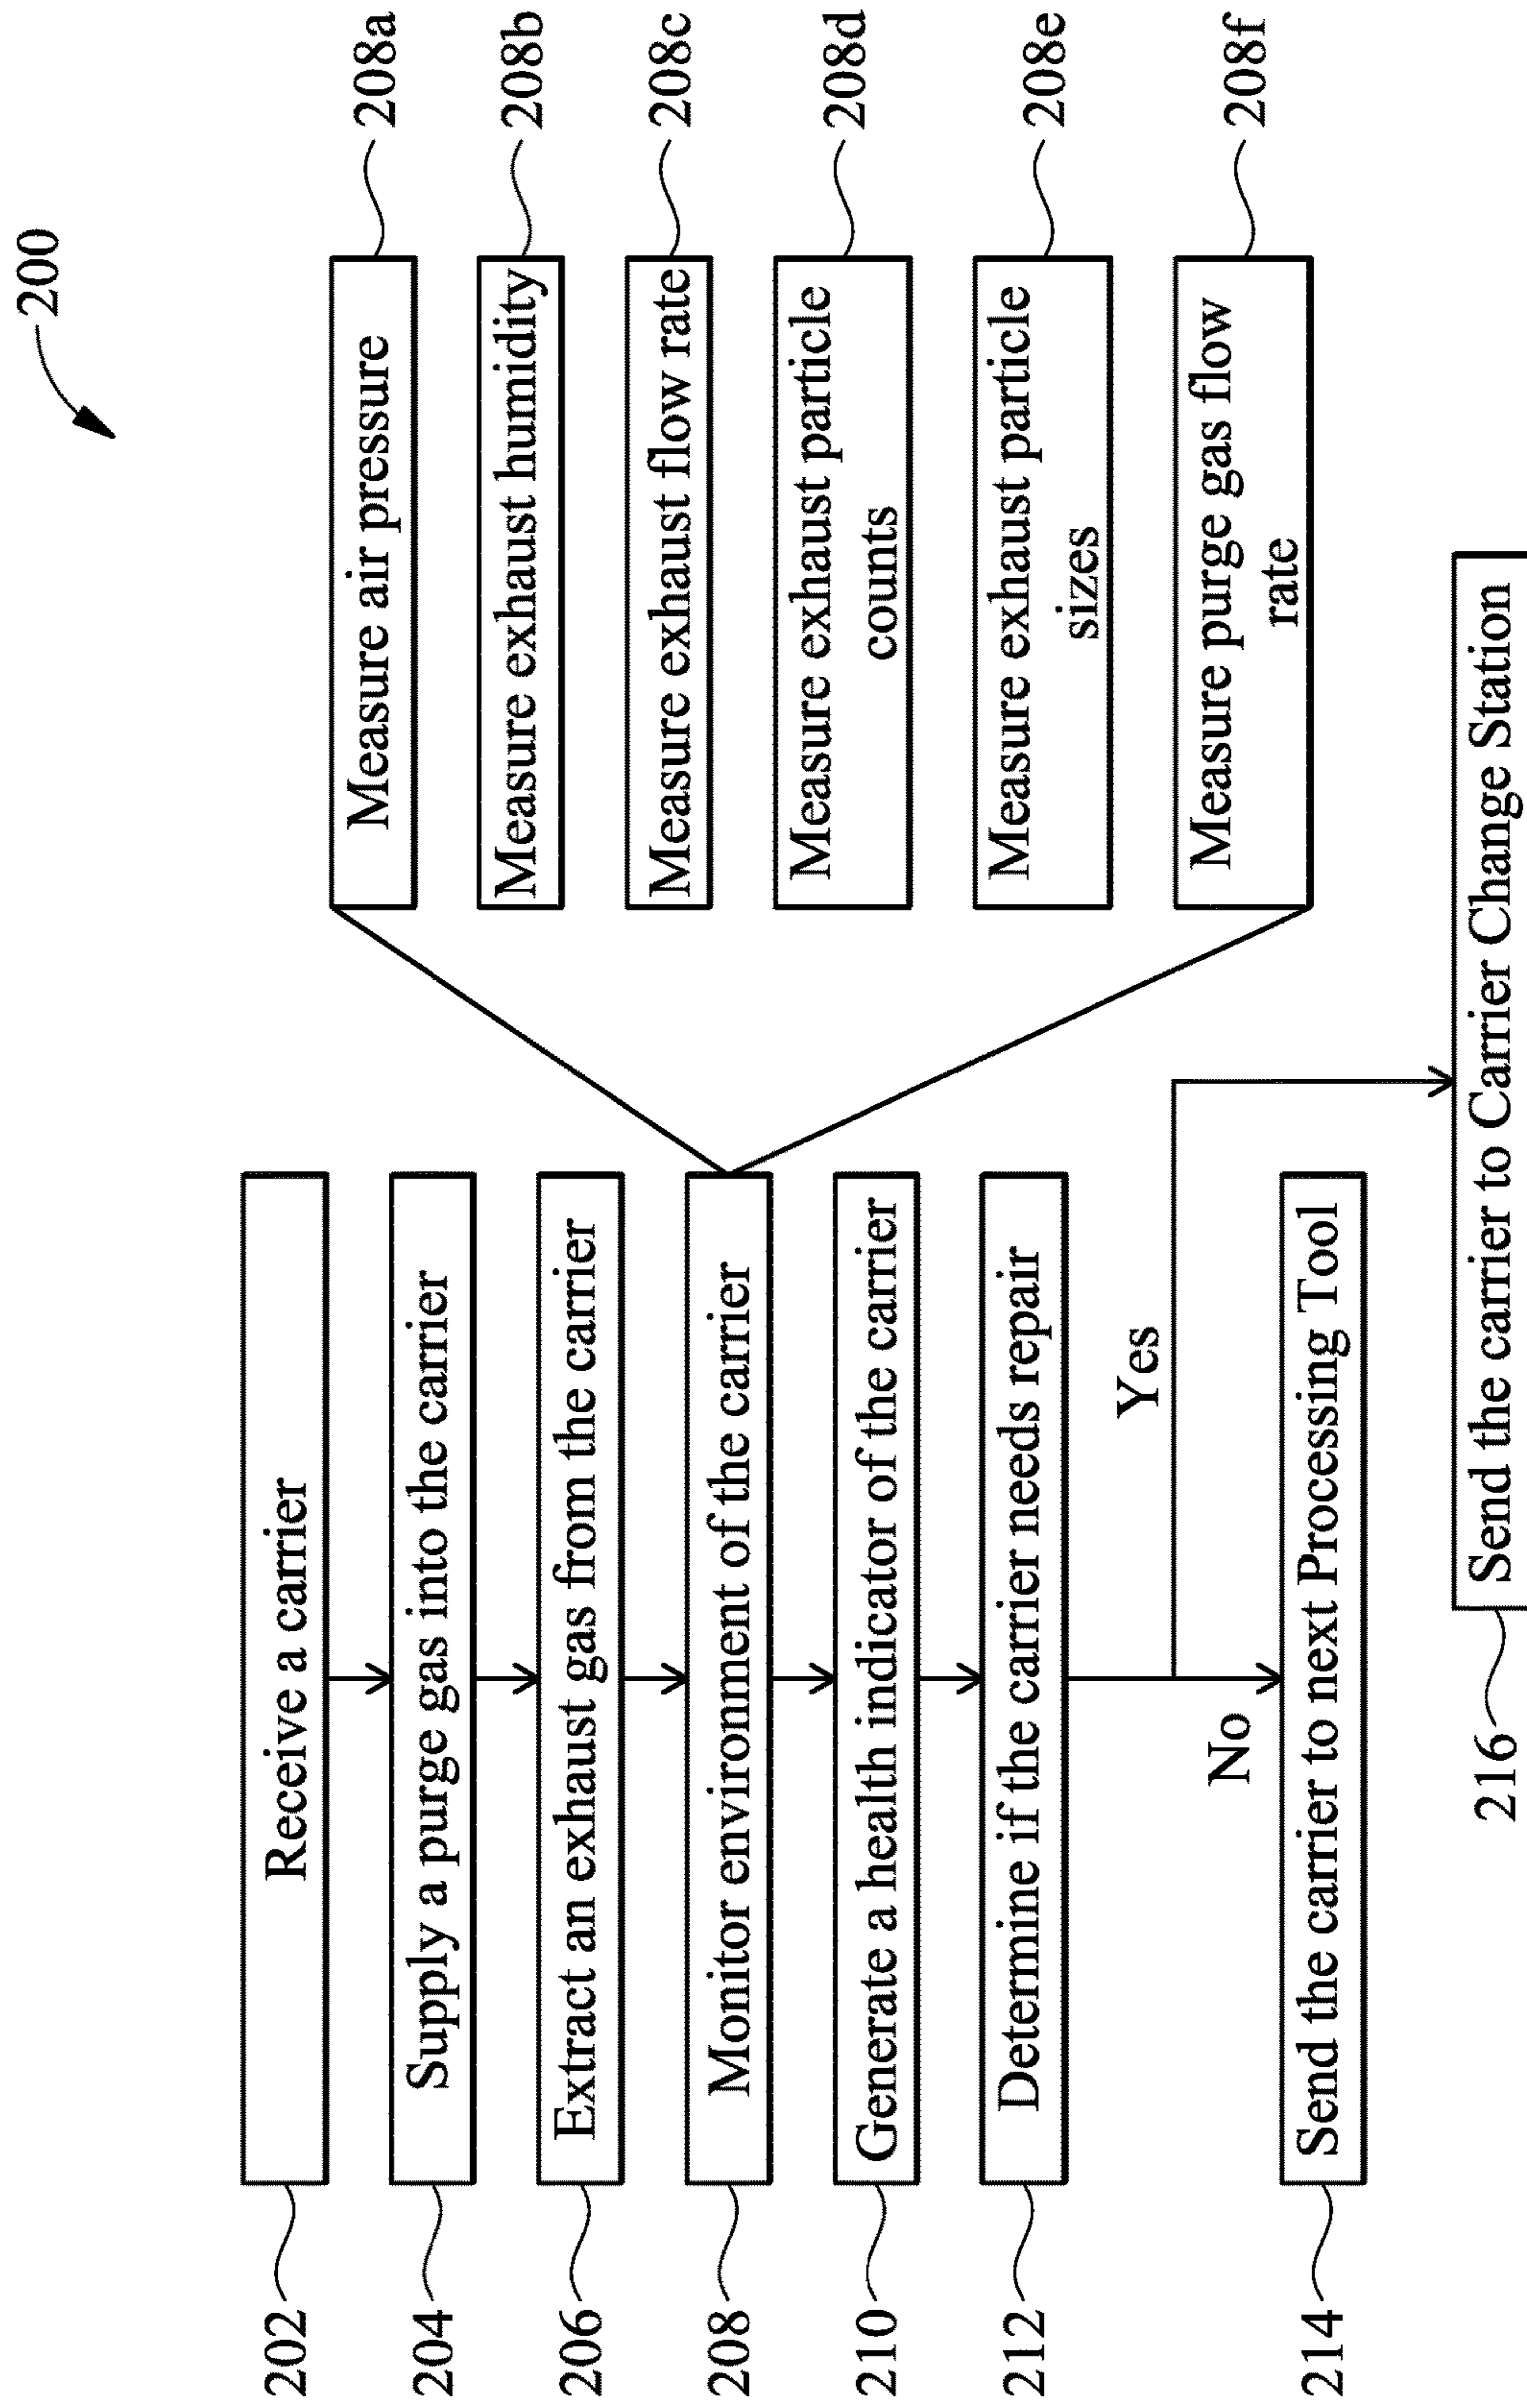 200
202
Receive a carrier
204
Supply a purge gas into the carrier
206
Extract an exhaust gas from the carrier
208
Monitor environment of the carrier
210
Generate a health indicator of the carrier
212
Determine if the carrier needs repair
Yes
No
214
Send the carrier to next Processing Tool
216
Send the carrier to Carrier Change Station
Measure air pressure
208a
Measure exhaust humidity
208b
Measure exhaust flow rate
208c
Measure exhaust particle
counts
208d
Measure exhaust particle
sizes
208e
Measure purge gas flow
rate
208f